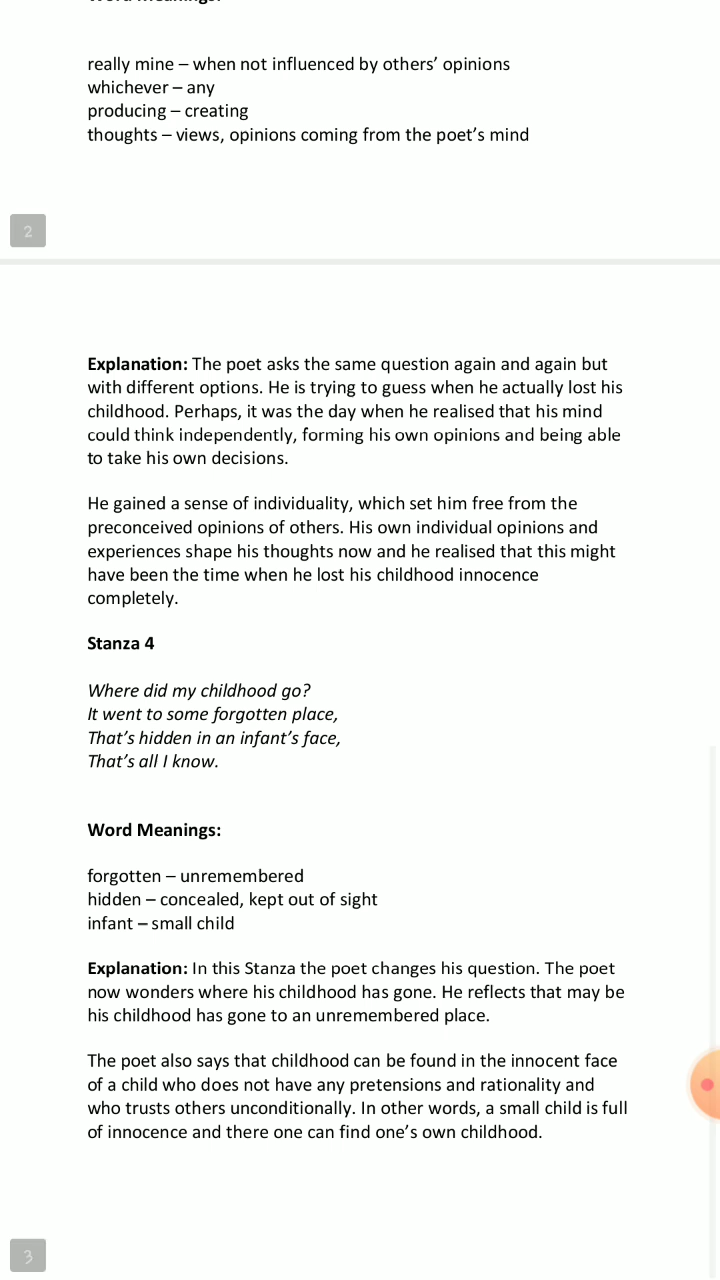 Word Meanings:
really mine – when not influenced by others’ opinions
whichever – any
producing – creating
thoughts – views, opinions coming from the poet’s mind
2
Explanation: The poet asks the same question again and again but
with different options. He is trying to guess when he actually lost his
childhood. Perhaps, it was the day when he realised that his mind
could think independently, forming his own opinions and being able
to take his own decisions.
He gained a sense of individuality, which set him free from the
preconceived opinions of others. His own individual opinions and
experiences shape his thoughts now and he realised that this might
have been the time when he lost his childhood innocence
completely.
Stanza 4
Where did my childhood go?
It went to some forgotten place,
That’s hidden in an infant’s face,
That’s all I know.
Word Meanings:
forgotten – unremembered
hidden – concealed, kept out of sight
infant – small child
Explanation: In this Stanza the poet changes his question. The poet
now wonders where his childhood has gone. He reflects that may be
his childhood has gone to an unremembered place.
The poet also says that childhood can be found in the innocent face
of a child who does not have any pretensions and rationality and
who trusts others unconditionally. In other words, a small child is full
of innocence and there one can find one’s own childhood.
3